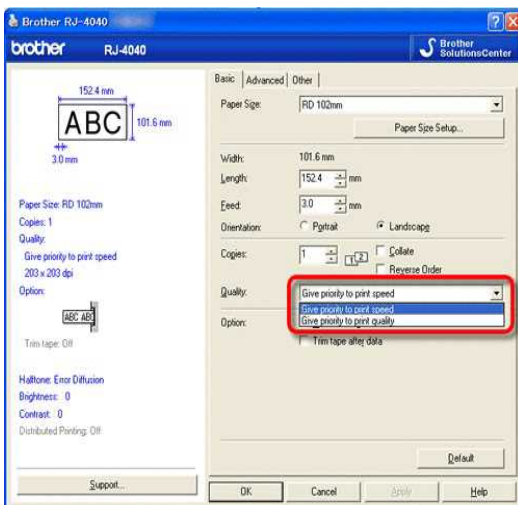 Brother RJ-4040
brother RJ-4040
Brother
SolutionsCenter
152.4 mm
ABC
101.6 mm
3.0 mm
Paper Size: RD 102mm
Copies: 1
Quality:
Give priority to print speed
203 x 203 dpi
Option:
ABC ABC
Trim tape: Off
Halftone: Error Diffusion
Brightness: 0
Contrast: 0
Distributed Printing: Off
Support...
Basic Advanced Other
Paper Size: RD 102mm
Paper Size Setup...
Width: 101.6 mm
Length: 152.4 mm
Feed: 3.0 mm
Orientation: Portrait Landscape
Copies: 1 1 2 Collate
Reverse Order
Quality: Give priority to print speed
Give priority to print speed
Give priority to print quality
Option:
Trim tape after data
Default
OK Cancel Apply Help